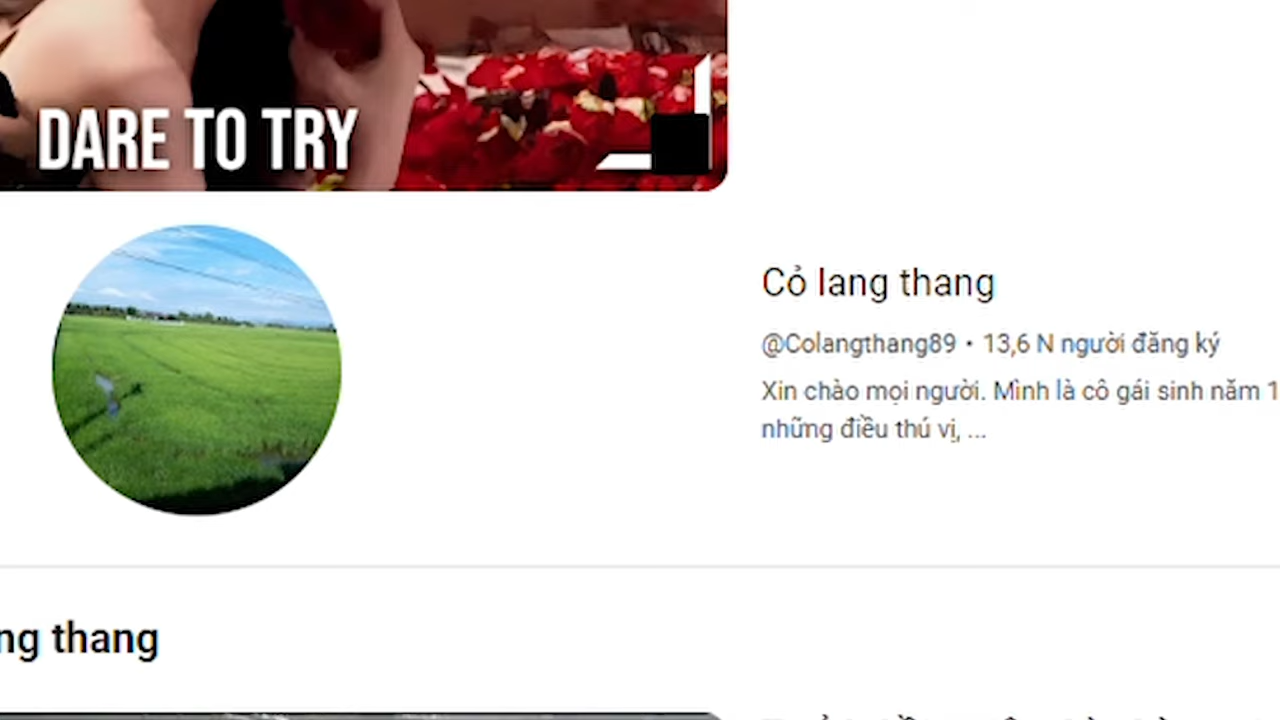 DARE TO TRY
Cỏ lang thang
@Colangthang89 • 13,6 N người đăng ký
Xin chào mọi người. Mình là cô gái sinh năm 1
những điều thú vị, ...
ng thang